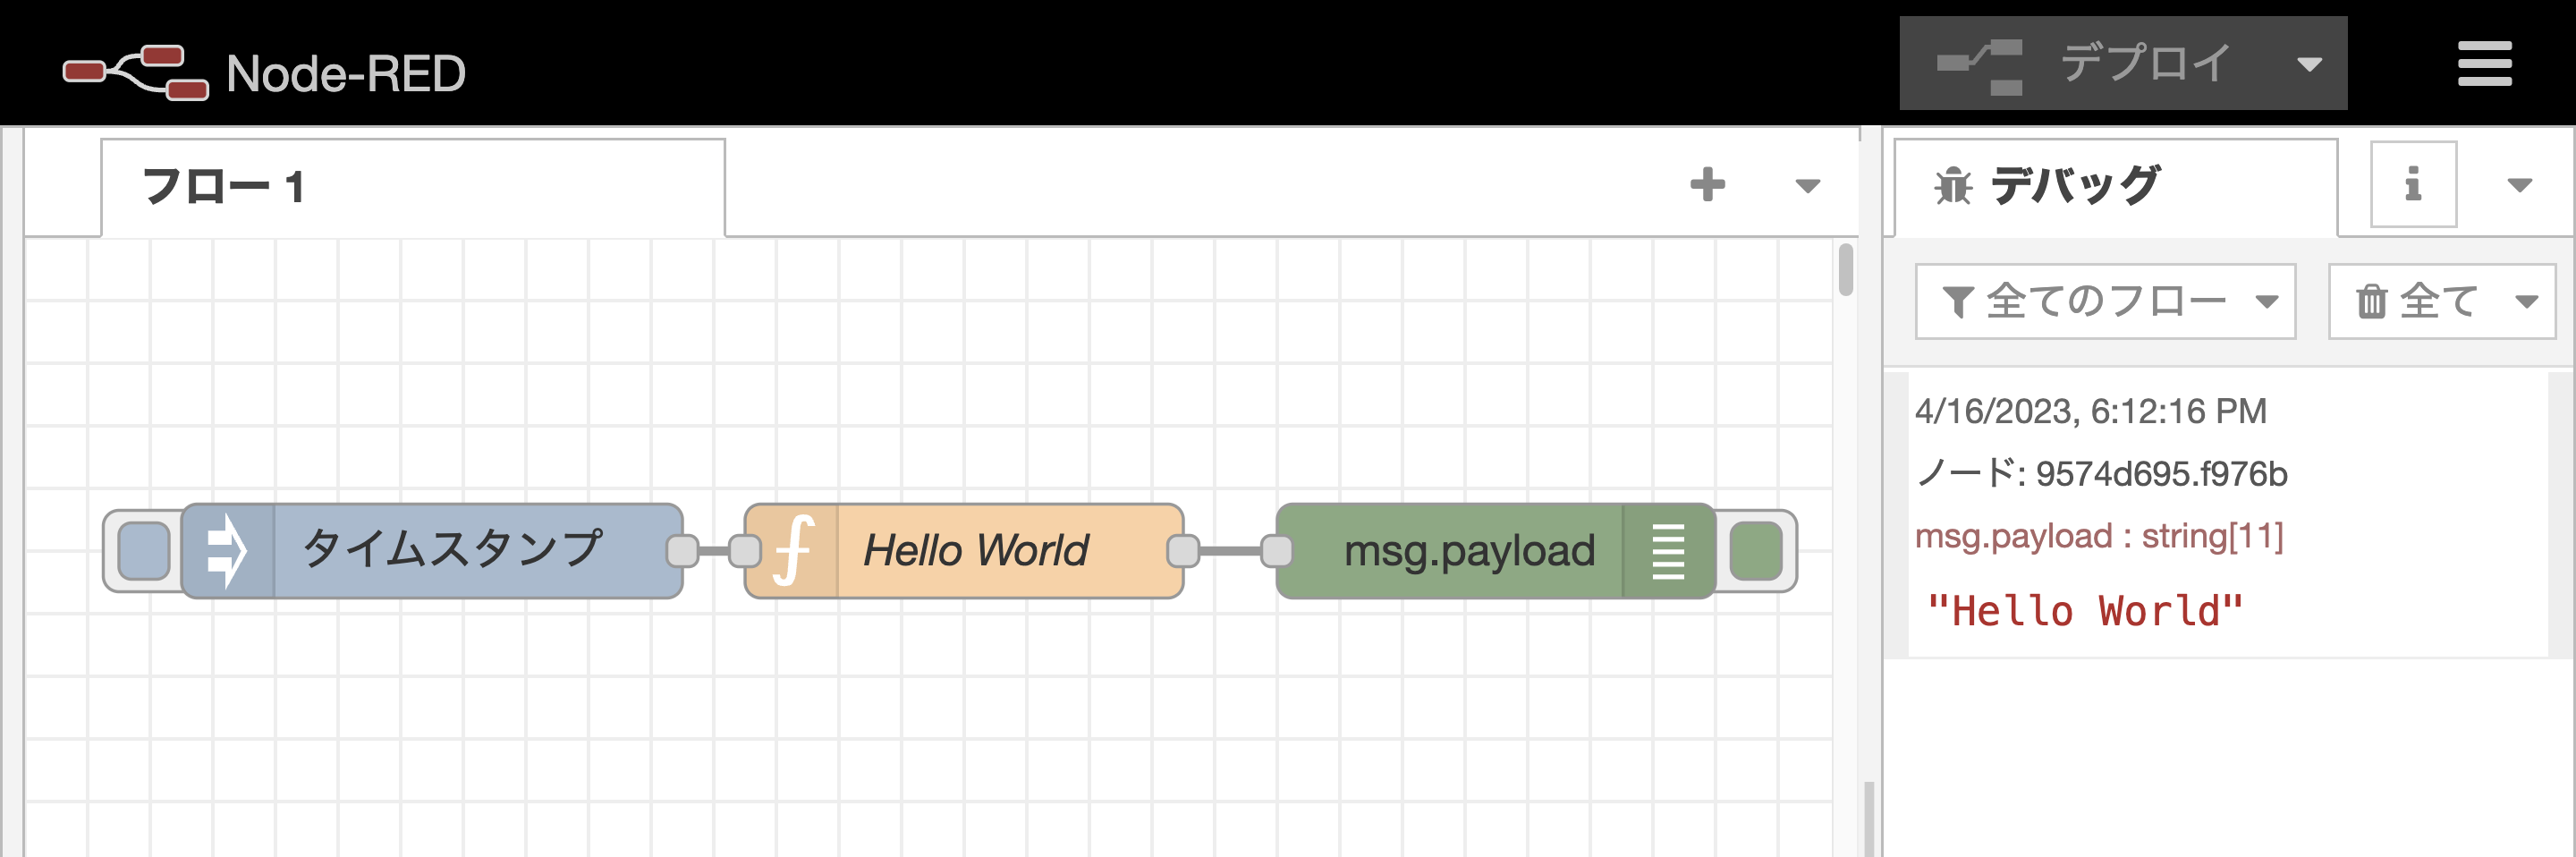 Node-RED
デプロイ
フロー 1
デバッグ
全てのフロー
全て
タイムスタンプ
Hello World
msg.payload
4/16/2023, 6:12:16 PM
ノード: 9574d695.f976b
msg.payload : string[11]
"Hello World"